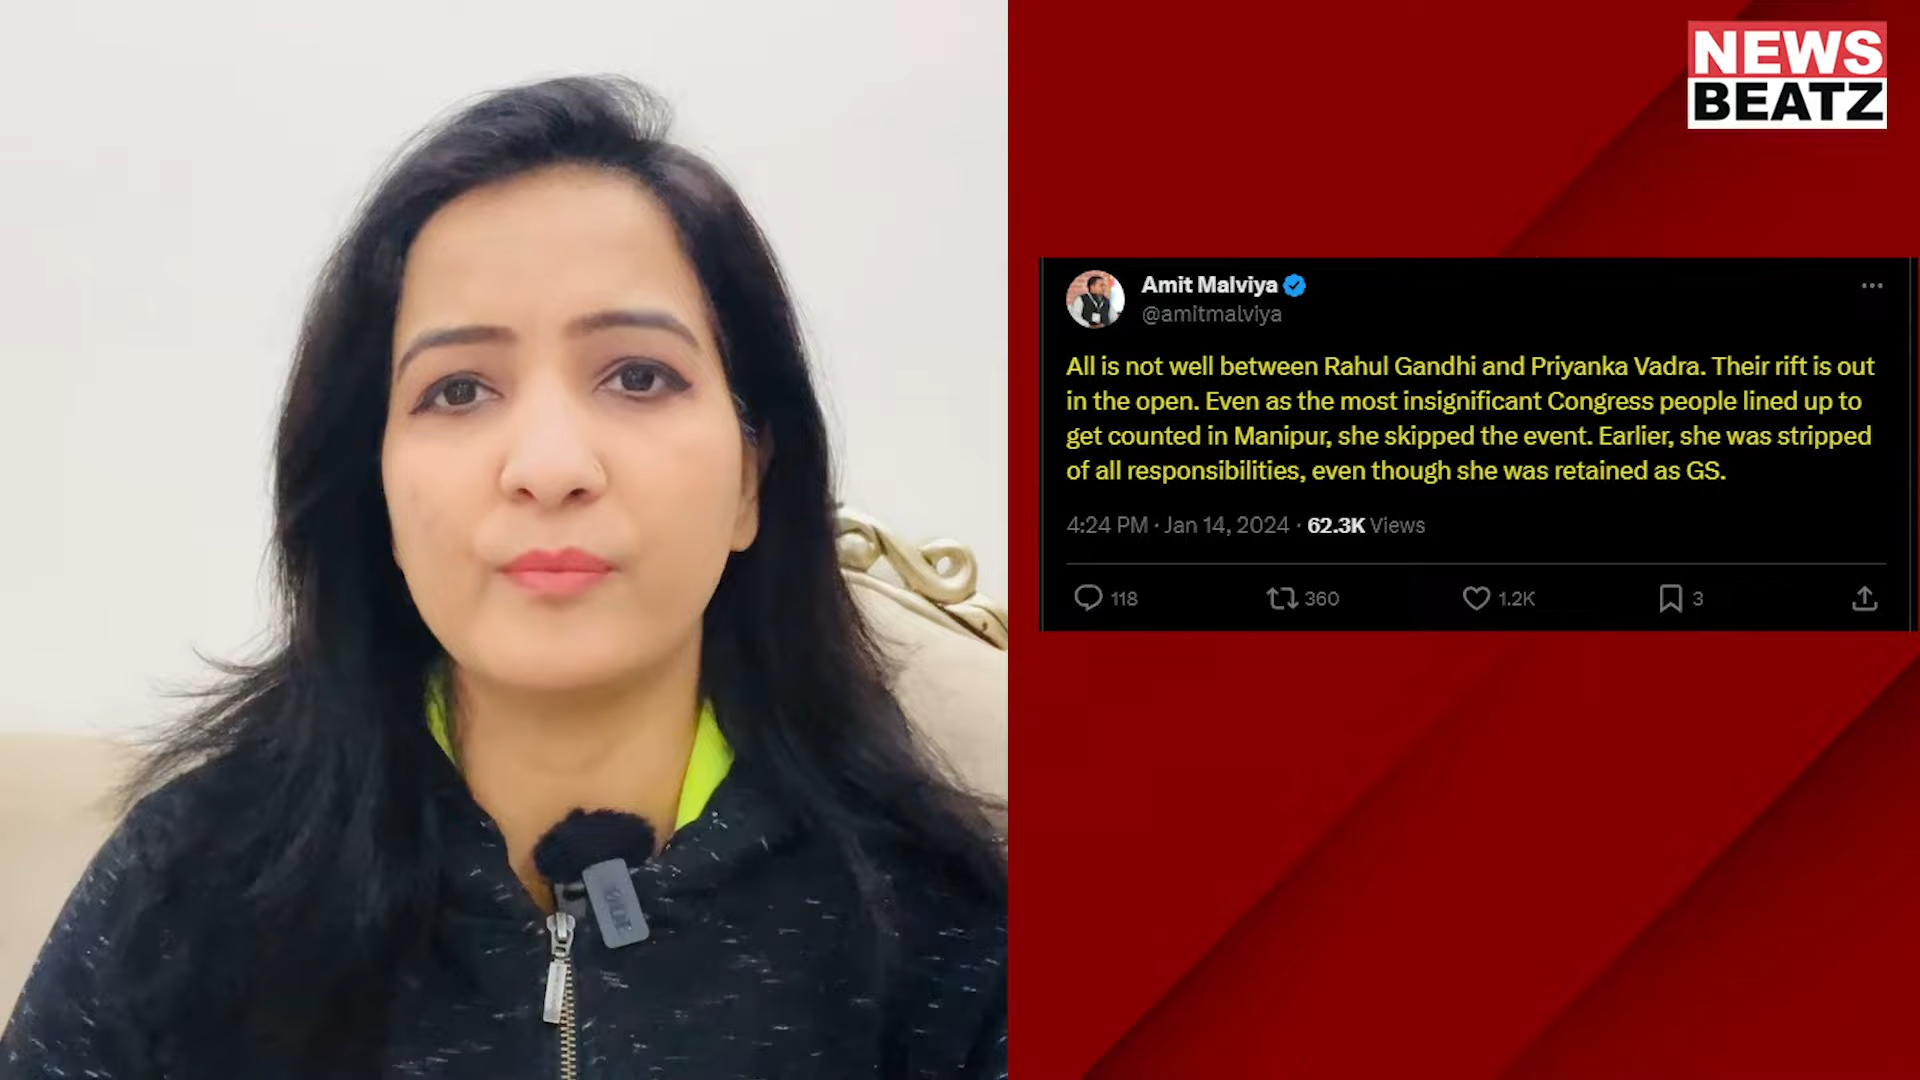 NEWS
BEATZ
Amit Malviya
@amitmalviya
All is not well between Rahul Gandhi and Priyanka Vadra. Their rift is out
in the open. Even as the most insignificant Congress people lined up to
get counted in Manipur, she skipped the event. Earlier, she was stripped
of all responsibilities, even though she was retained as GS.
4:24 PM · Jan 14, 2024 · 62.3K Views
118 360 1.2K 3